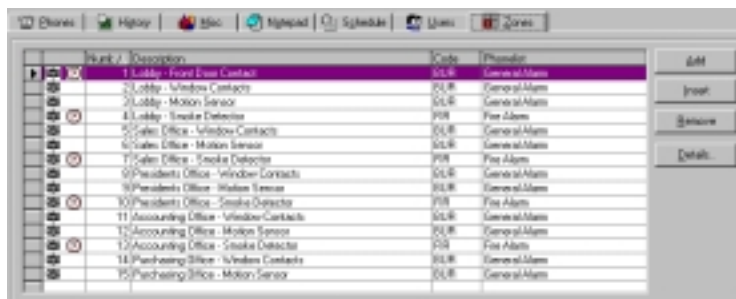 Phones History Misc Notepad Schedule Users Zones
Numb / Description Code Phonelist
1 Lobby - Front Door Contact BUR General Alarm
2 Lobby - Window Contacts BUR General Alarm
3 Lobby - Motion Sensor BUR General Alarm
4 Lobby - Smoke Detector FIR Fire Alarm
5 Sales Office - Window Contacts BUR General Alarm
6 Sales Office - Motion Sensor BUR General Alarm
7 Sales Office - Smoke Detector FIR Fire Alarm
8 Presidents Office - Window Contacts BUR General Alarm
9 Presidents Office - Motion Sensor BUR General Alarm
10 Presidents Office - Smoke Detector FIR Fire Alarm
11 Accounting Office - Window Contacts BUR General Alarm
12 Accounting Office - Motion Sensor BUR General Alarm
13 Accounting Office - Smoke Detector FIR Fire Alarm
14 Purchasing Office - Window Contacts BUR General Alarm
15 Purchasing Office - Motion Sensor BUR General Alarm
Add
Insert
Remove
Details...